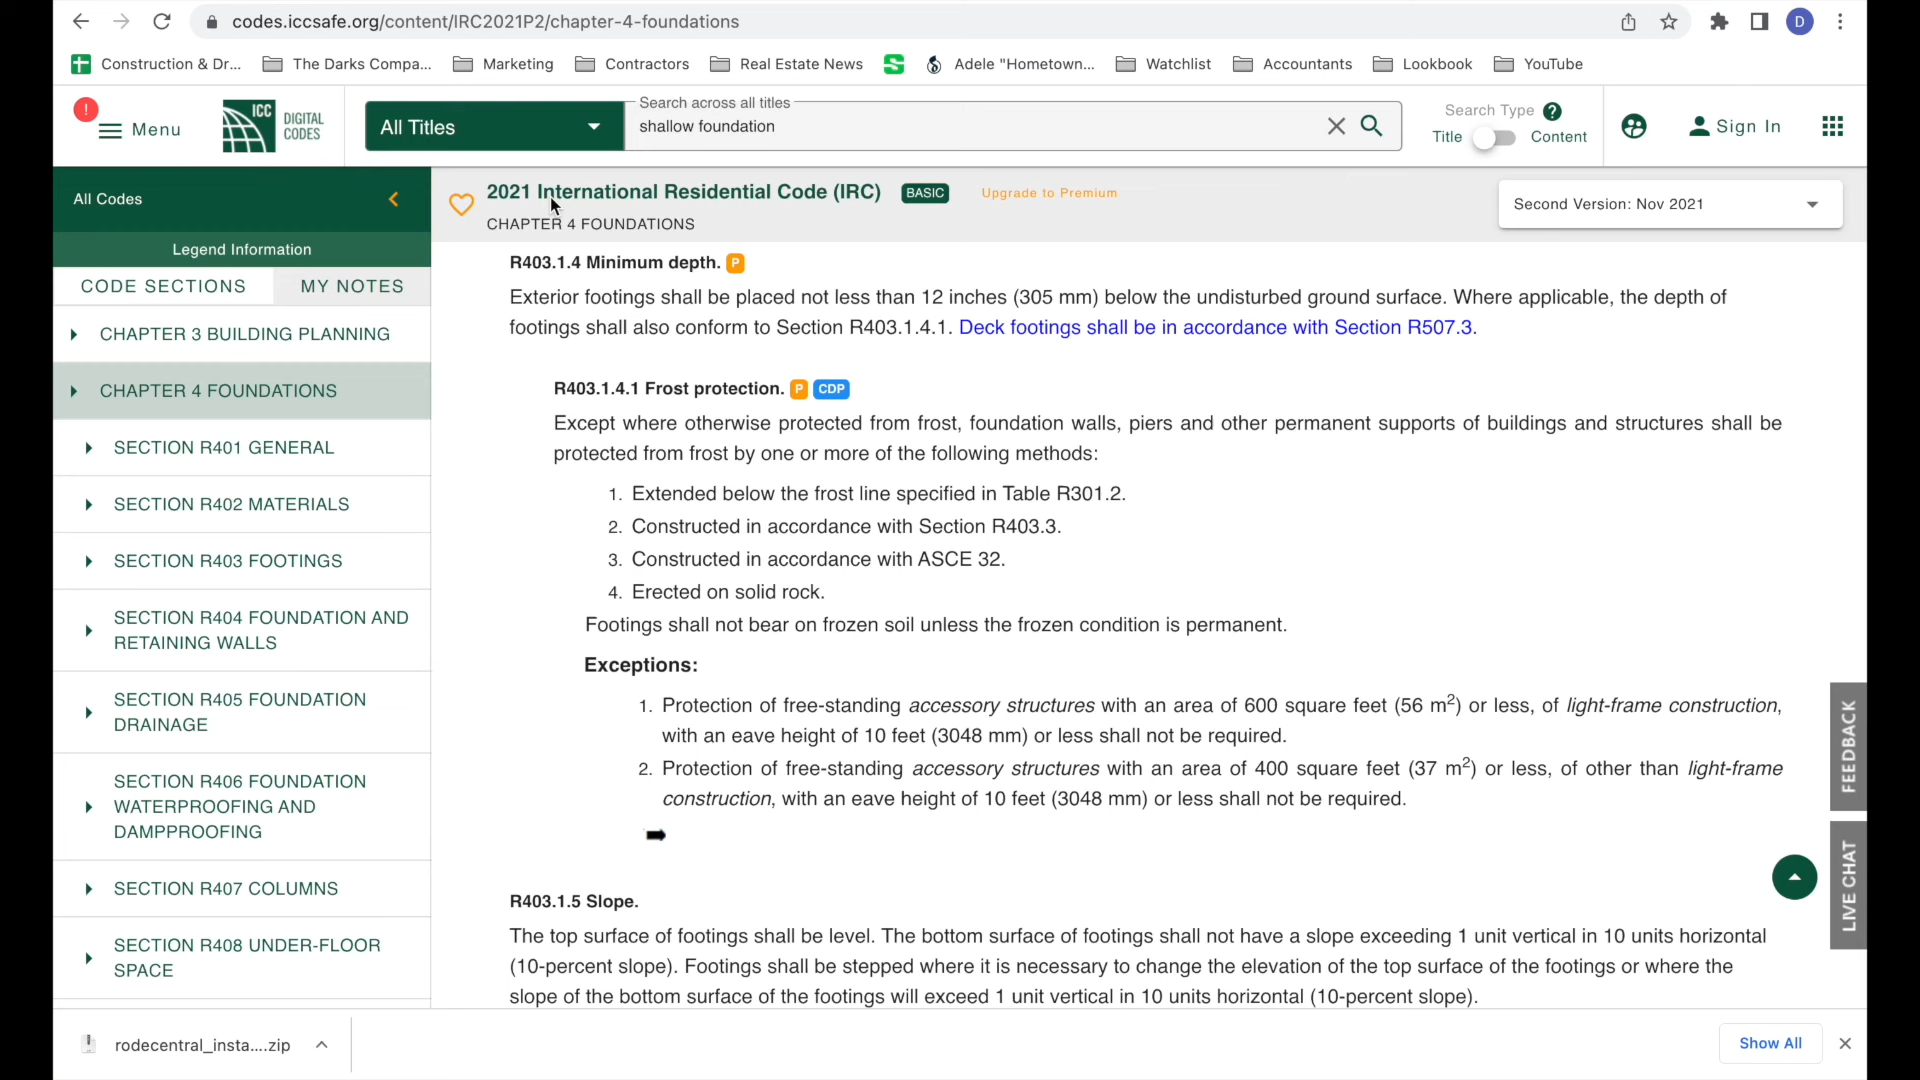 codes.iccsafe.org/content/IRC2021P2/chapter-4-foundations
D
Construction & Dr...
The Darks Compa...
Marketing
Contractors
Real Estate News
Adele "Hometown...
Watchlist
Accountants
Lookbook
YouTube
!
Menu
ICC
DIGITAL
CODES
All Titles
Search across all titles
shallow foundation
Search Type ?
Title
Content
Sign In
All Codes
Legend Information
CODE SECTIONS
MY NOTES
CHAPTER 3 BUILDING PLANNING
CHAPTER 4 FOUNDATIONS
SECTION R401 GENERAL
SECTION R402 MATERIALS
SECTION R403 FOOTINGS
SECTION R404 FOUNDATION AND
RETAINING WALLS
SECTION R405 FOUNDATION
DRAINAGE
SECTION R406 FOUNDATION
WATERPROOFING AND
DAMPPROOFING
SECTION R407 COLUMNS
SECTION R408 UNDER-FLOOR
SPACE
2021 International Residential Code (IRC)
BASIC
Upgrade to Premium
CHAPTER 4 FOUNDATIONS
Second Version: Nov 2021
R403.1.4 Minimum depth. P
Exterior footings shall be placed not less than 12 inches (305 mm) below the undisturbed ground surface. Where applicable, the depth of
footings shall also conform to Section R403.1.4.1. Deck footings shall be in accordance with Section R507.3.
R403.1.4.1 Frost protection. P CDP
Except where otherwise protected from frost, foundation walls, piers and other permanent supports of buildings and structures shall be
protected from frost by one or more of the following methods:
1. Extended below the frost line specified in Table R301.2.
2. Constructed in accordance with Section R403.3.
3. Constructed in accordance with ASCE 32.
4. Erected on solid rock.
Footings shall not bear on frozen soil unless the frozen condition is permanent.
Exceptions:
1. Protection of free-standing accessory structures with an area of 600 square feet (56 m²) or less, of light-frame construction,
with an eave height of 10 feet (3048 mm) or less shall not be required.
2. Protection of free-standing accessory structures with an area of 400 square feet (37 m²) or less, of other than light-frame
construction, with an eave height of 10 feet (3048 mm) or less shall not be required.
R403.1.5 Slope.
The top surface of footings shall be level. The bottom surface of footings shall not have a slope exceeding 1 unit vertical in 10 units horizontal
(10-percent slope). Footings shall be stepped where it is necessary to change the elevation of the top surface of the footings or where the
slope of the bottom surface of the footings will exceed 1 unit vertical in 10 units horizontal (10-percent slope).
FEEDBACK
LIVE CHAT
rodecentral_insta....zip
Show All